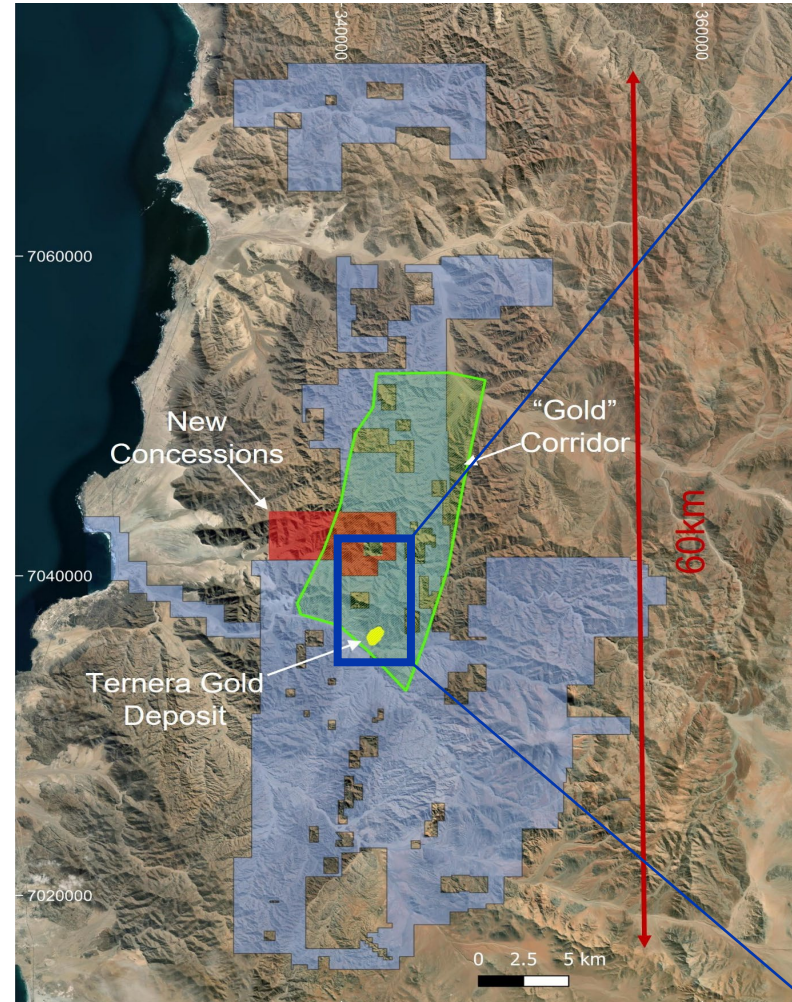 340000
360000
7060000
New
Concessions
“Gold”
Corridor
60km
7040000
Ternera Gold
Deposit
7020000
0 2.5 5 km